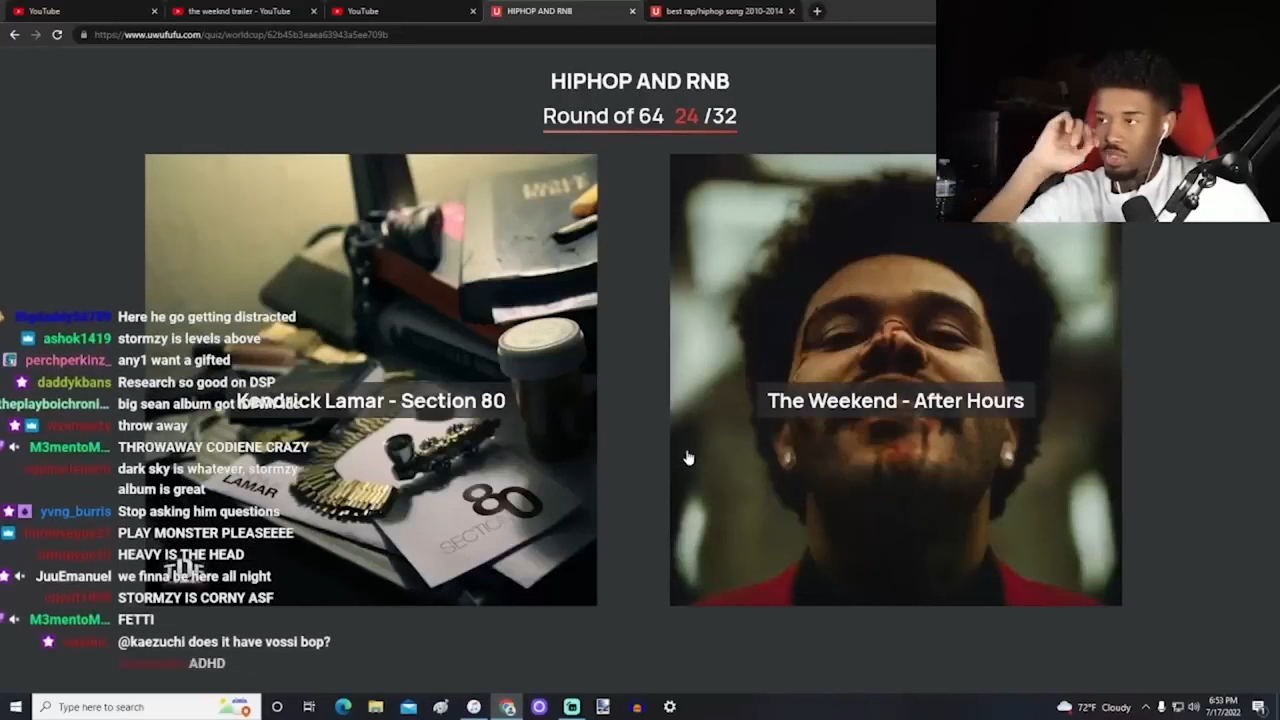 YouTube
the weeknd trailer - YouTube
YouTube
HIPHOP AND RNB
best rap/hiphop song 2010-2014
https://www.uwufufu.com/quiz/worldcup/62b45b3eaea63943a5ee709b
HIPHOP AND RNB
Round of 64 24 /32
Kendrick Lamar - Section 80
The Weekend - After Hours
LAMAR
80
SECTION
Here he go getting distracted
ashok1419 stormzy is levels above
perchperkinz_ any1 want a gifted
daddykbans Research so good on DSP
theplayboichroni... big sean album got
throw away
M3mentoM... THROWAWAY CODIENE CRAZY
dark sky is whatever, stormzy
album is great
yvng_burris Stop asking him questions
PLAY MONSTER PLEASEEEE
HEAVY IS THE HEAD
JuuEmanuel we finna be here all night
STORMZY IS CORNY ASF
M3mentoM... FETTI
@kaezuchi does it have vossi bop?
ADHD
Type here to search
72°F Cloudy
6:53 PM
7/17/2022